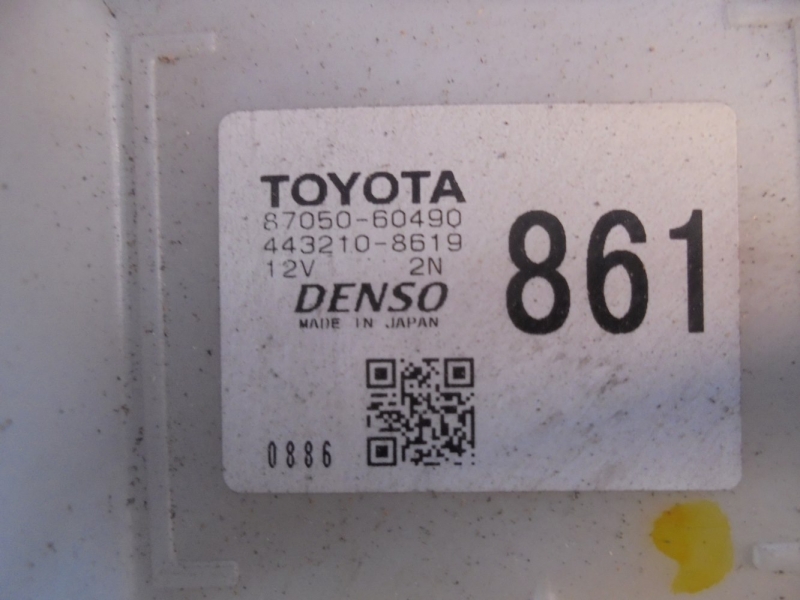 TOYOTA
87050-60490
443210-8619
12V 2N
DENSO
MADE IN JAPAN
861
0886